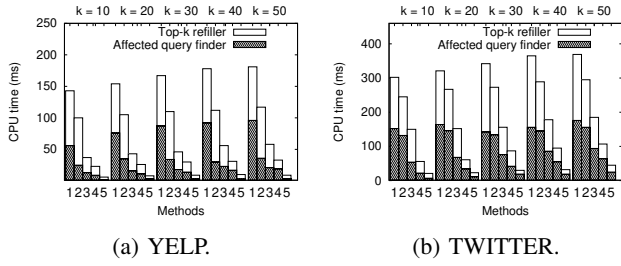 k = 10 k = 20 k = 30 k = 40 k = 50
Top-k refiller
Affected query finder
250
200
150
100
50
CPU time (ms)
12345 12345 12345 12345 12345
Methods
(a) YELP.
k = 10 k = 20 k = 30 k = 40 k = 50
Top-k refiller
Affected query finder
400
300
200
100
0
CPU time (ms)
12345 12345 12345 12345 12345
Methods
(b) TWITTER.